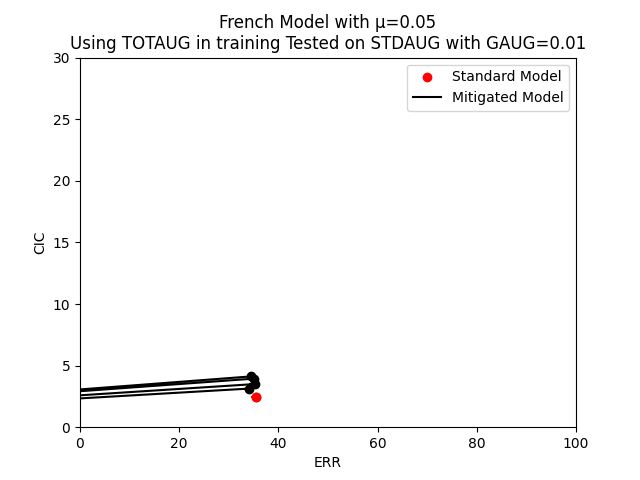 French Model with μ=0.05
Using TOTAUG in training Tested on STDAUG with GAUG=0.01
Standard Model
Mitigated Model
30
25
20
15
10
5
0
CIC
0 20 40 60 80 100
ERR